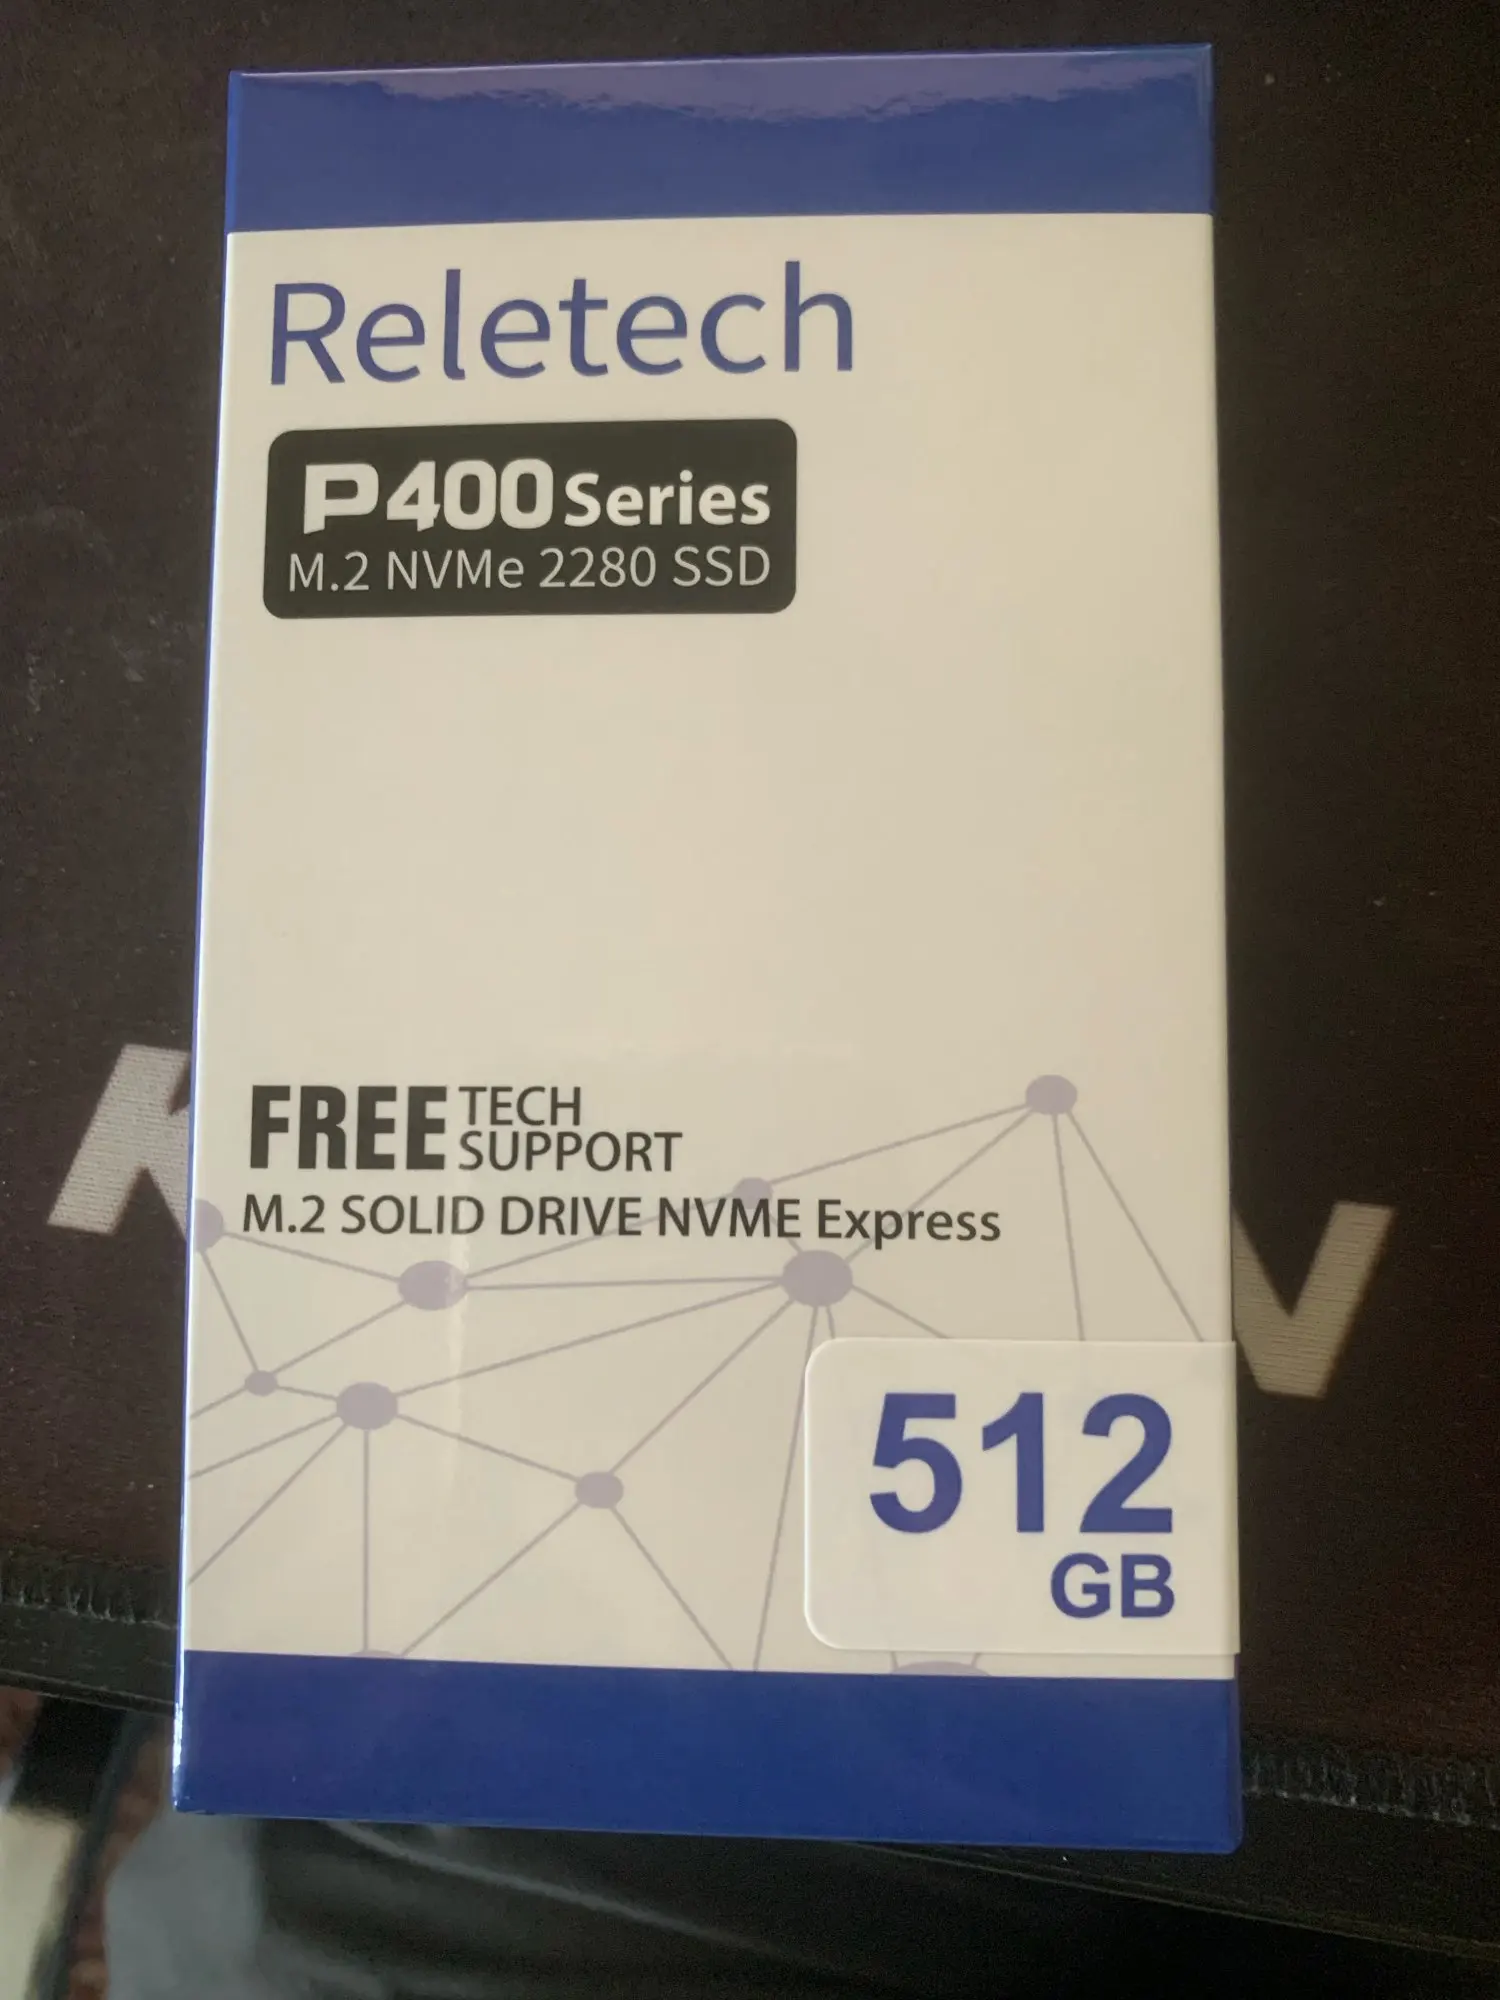 Reletech
P400 Series
M.2 NVMe 2280 SSD
FREE TECH
SUPPORT
M.2 SOLID DRIVE NVME Express
512
GB